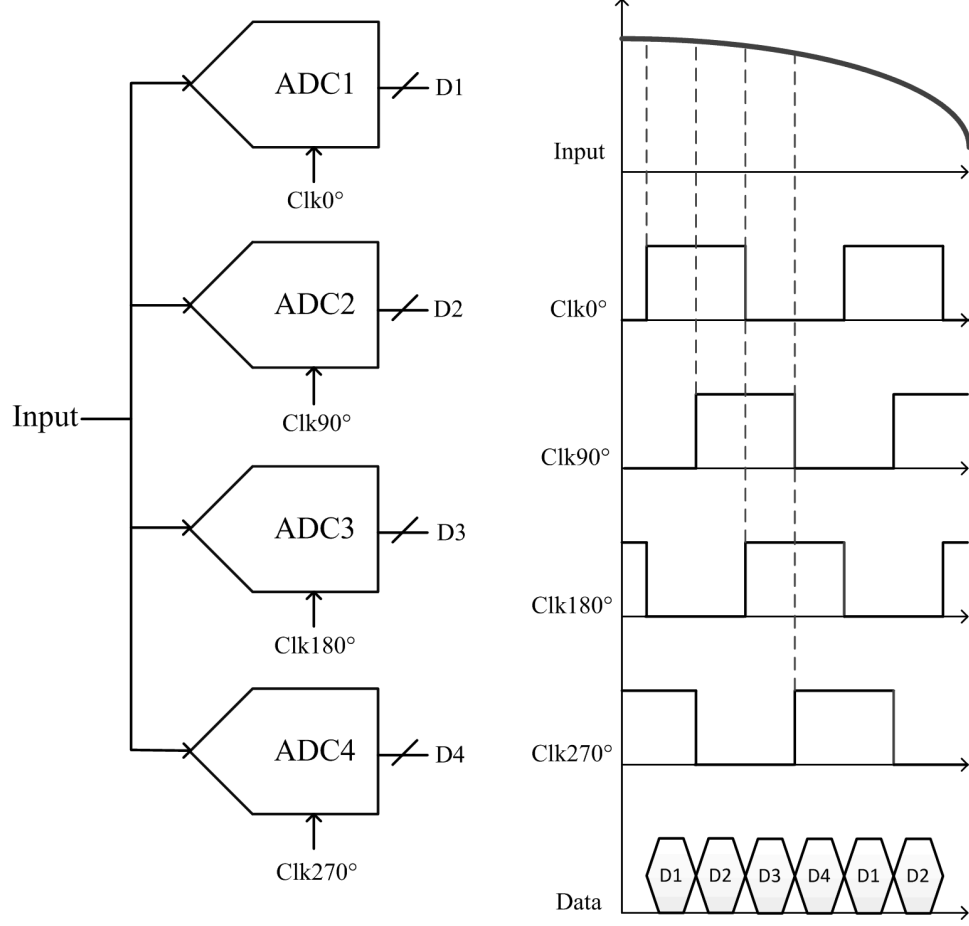 ADC1
D1
Clk0°
ADC2
D2
Clk90°
Input
ADC3
D3
Clk180°
ADC4
D4
Clk270°
Input
Clk0°
Clk90°
Clk180°
Clk270°
Data
D1 D2 D3 D4 D1 D2